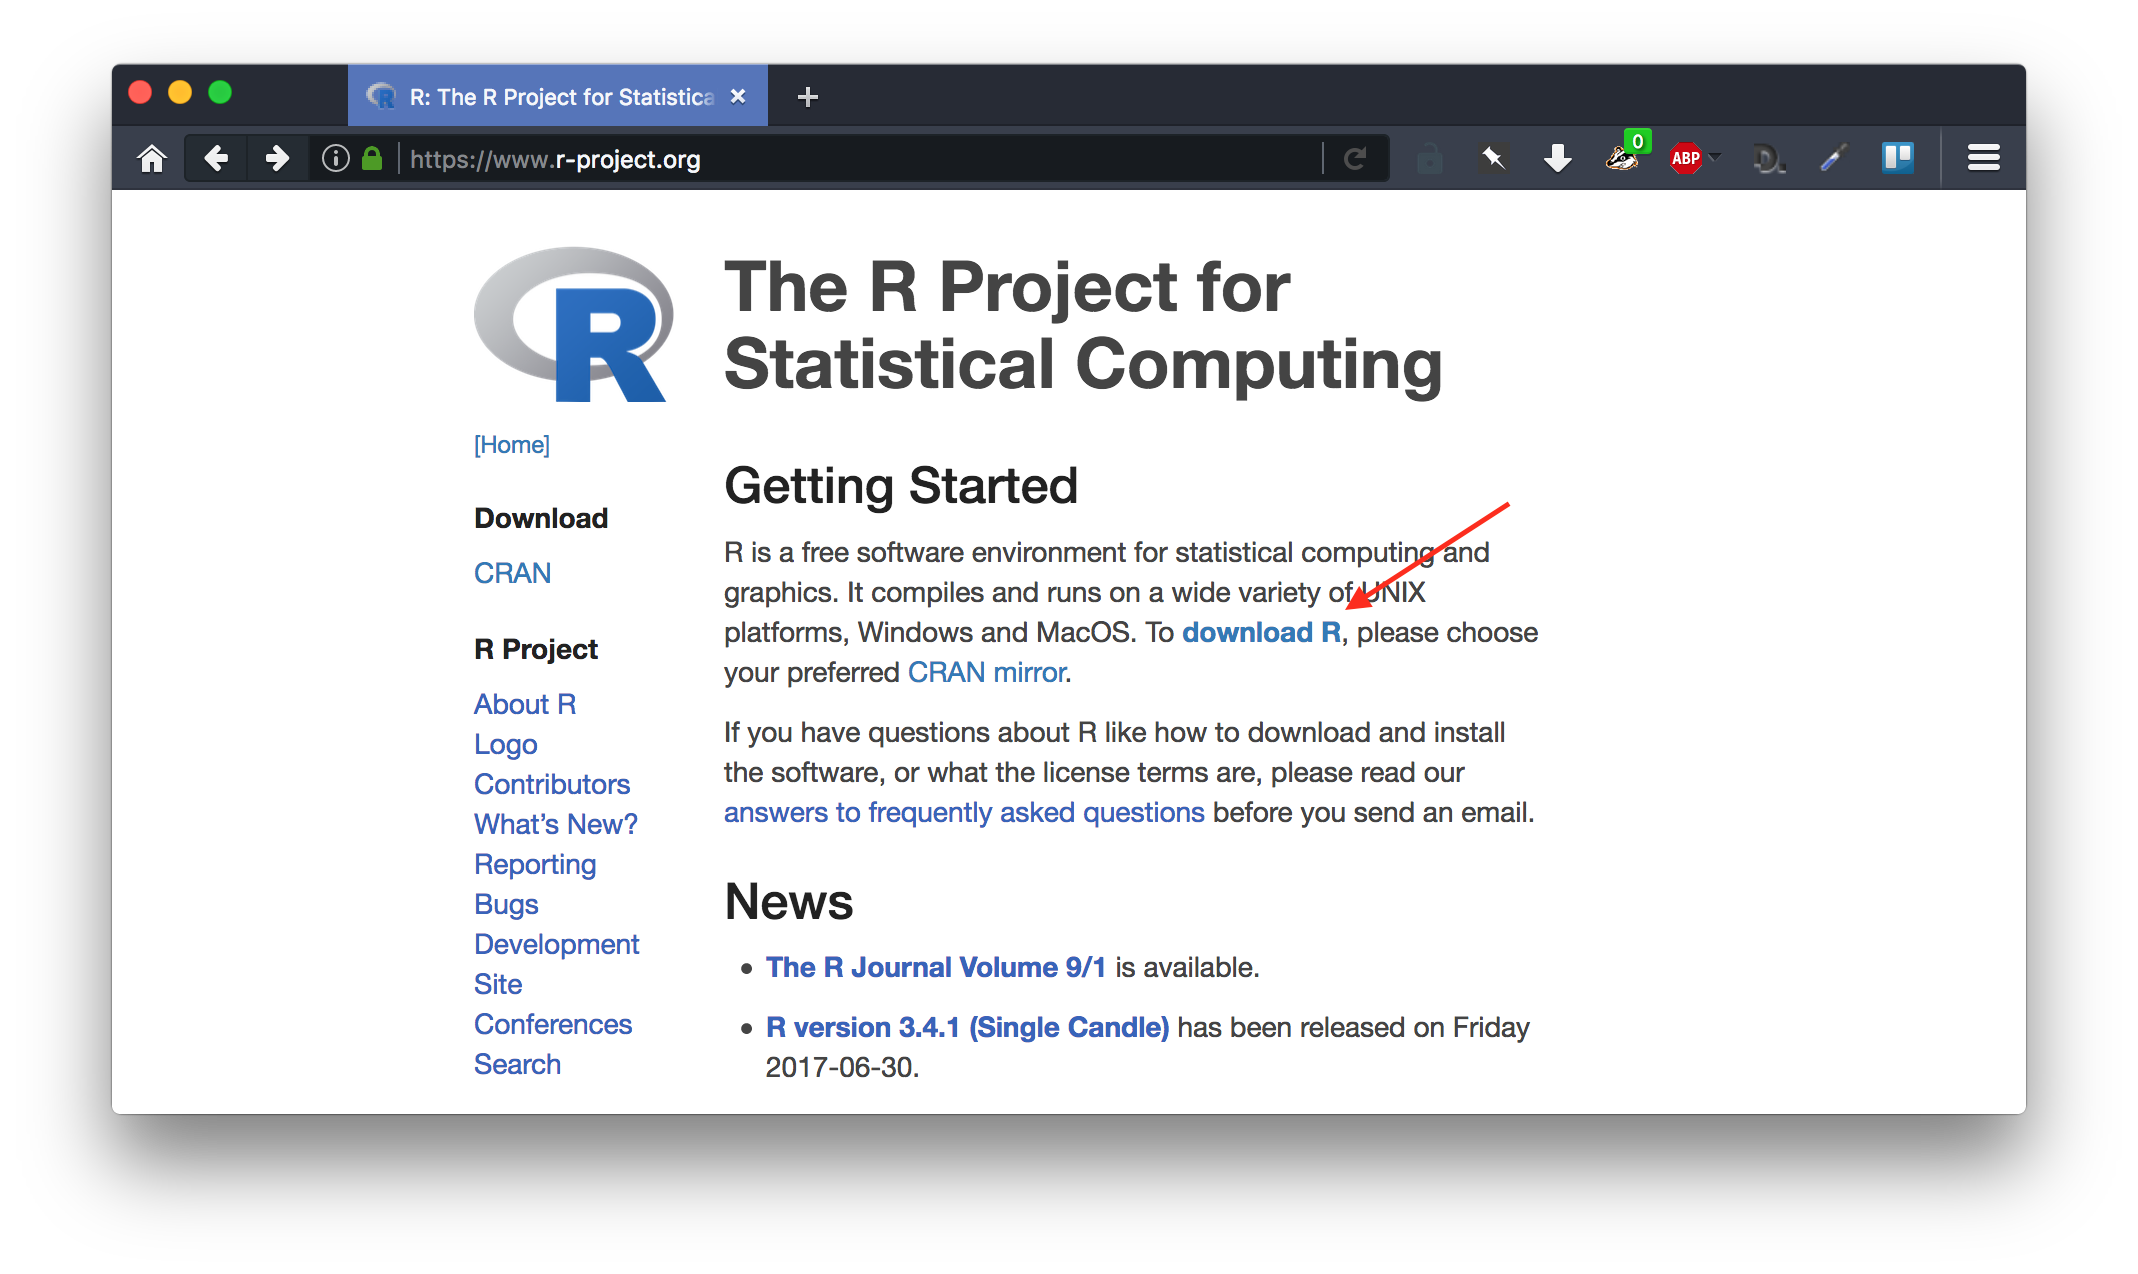 R: The R Project for Statistica
https://www.r-project.org
0
ABP
D.
R
The R Project for
Statistical Computing
[Home]
Download
CRAN
R Project
About R
Logo
Contributors
What's New?
Reporting
Bugs
Development
Site
Conferences
Search
Getting Started
R is a free software environment for statistical computing and
graphics. It compiles and runs on a wide variety of UNIX
platforms, Windows and MacOS. To download R, please choose
your preferred CRAN mirror.
If you have questions about R like how to download and install
the software, or what the license terms are, please read our
answers to frequently asked questions before you send an email.
News
• The R Journal Volume 9/1 is available.
• R version 3.4.1 (Single Candle) has been released on Friday
2017-06-30.